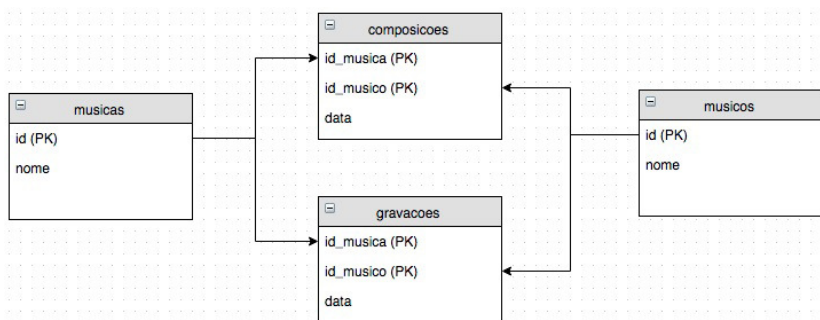 composicoes
id_musica (PK)
id_musico (PK)
data
musicas
id (PK)
nome
musicos
id (PK)
nome
gravacoes
id_musica (PK)
id_musico (PK)
data